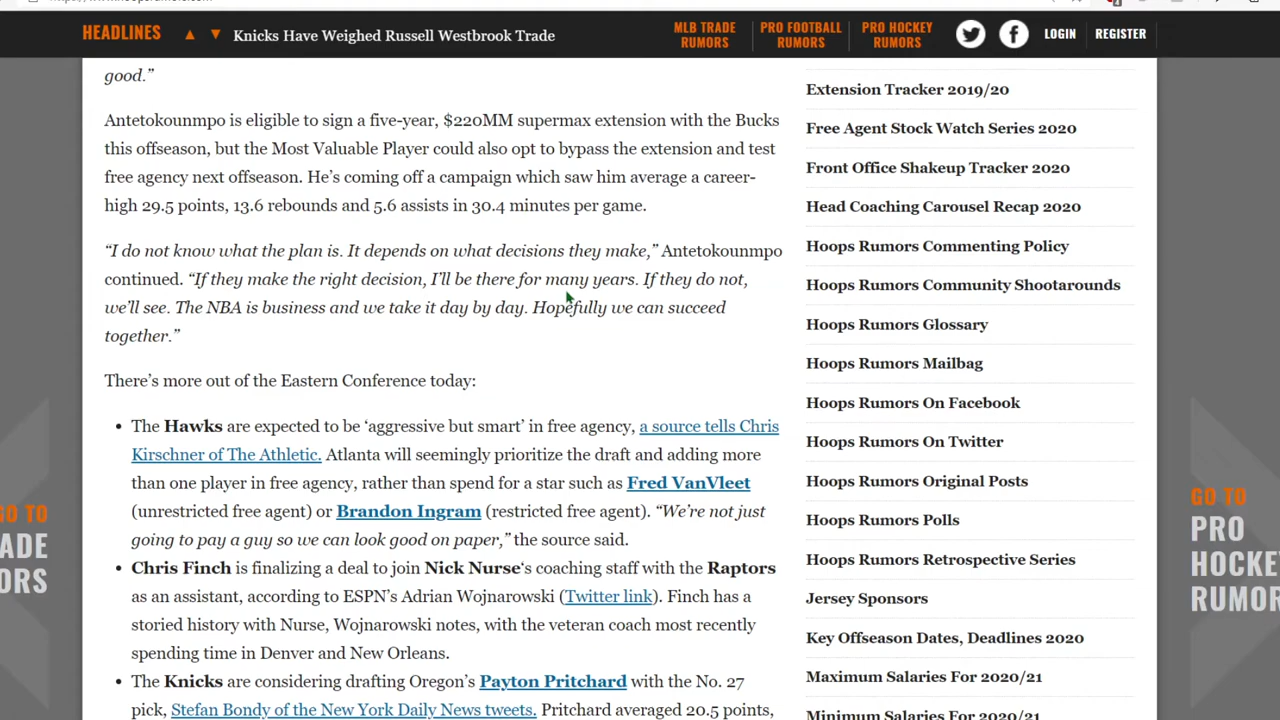 HEADLINES ▲ ▼ Knicks Have Weighed Russell Westbrook Trade
MLB TRADE
RUMORS
PRO FOOTBALL
RUMORS
PRO HOCKEY
RUMORS
LOGIN
REGISTER
good.”
Antetokounmpo is eligible to sign a five-year, $220MM supermax extension with the Bucks
this offseason, but the Most Valuable Player could also opt to bypass the extension and test
free agency next offseason. He’s coming off a campaign which saw him average a career-
high 29.5 points, 13.6 rebounds and 5.6 assists in 30.4 minutes per game.
“I do not know what the plan is. It depends on what decisions they make,” Antetokounmpo
continued. “If they make the right decision, I’ll be there for many years. If they do not,
we’ll see. The NBA is business and we take it day by day. Hopefully we can succeed
together.”
There’s more out of the Eastern Conference today:
• The Hawks are expected to be ‘aggressive but smart’ in free agency, a source tells Chris
Kirschner of The Athletic. Atlanta will seemingly prioritize the draft and adding more
than one player in free agency, rather than spend for a star such as Fred VanVleet
(unrestricted free agent) or Brandon Ingram (restricted free agent). “We’re not just
going to pay a guy so we can look good on paper,” the source said.
• Chris Finch is finalizing a deal to join Nick Nurse‘s coaching staff with the Raptors
as an assistant, according to ESPN’s Adrian Wojnarowski (Twitter link). Finch has a
storied history with Nurse, Wojnarowski notes, with the veteran coach most recently
spending time in Denver and New Orleans.
• The Knicks are considering drafting Oregon’s Payton Pritchard with the No. 27
pick, Stefan Bondy of the New York Daily News tweets. Pritchard averaged 20.5 points,
Extension Tracker 2019/20
Free Agent Stock Watch Series 2020
Front Office Shakeup Tracker 2020
Head Coaching Carousel Recap 2020
Hoops Rumors Commenting Policy
Hoops Rumors Community Shootarounds
Hoops Rumors Glossary
Hoops Rumors Mailbag
Hoops Rumors On Facebook
Hoops Rumors On Twitter
Hoops Rumors Original Posts
Hoops Rumors Polls
Hoops Rumors Retrospective Series
Jersey Sponsors
Key Offseason Dates, Deadlines 2020
Maximum Salaries For 2020/21
Minimum Salaries For 2020/21
O TO
ADE
ORS
GO TO
PRO
HOCKE
RUMOR